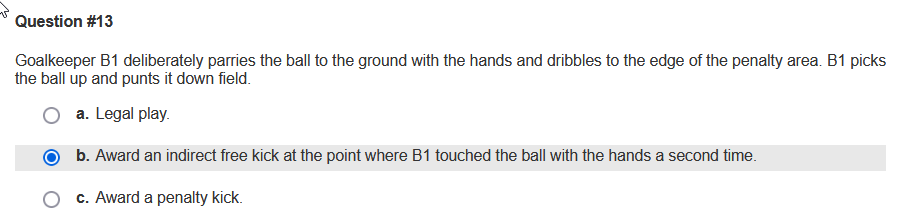 Question #13
Goalkeeper B1 deliberately parries the ball to the ground with the hands and dribbles to the edge of the penalty area. B1 picks
the ball up and punts it down field.
a. Legal play.
b. Award an indirect free kick at the point where B1 touched the ball with the hands a second time.
c. Award a penalty kick.